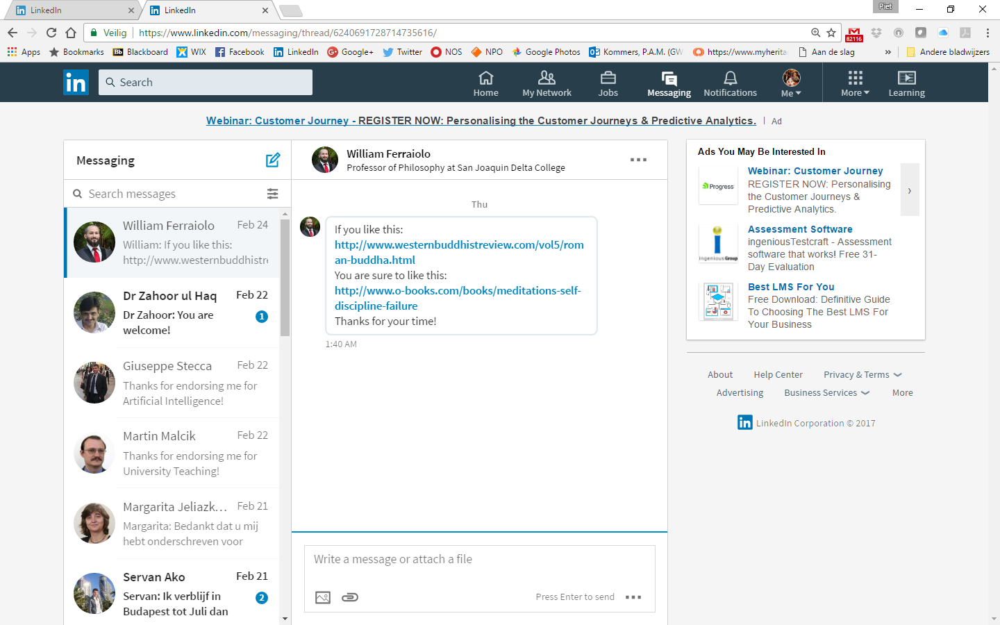 LinkedIn
LinkedIn
Piet
Veilig
https://www.linkedin.com/messaging/thread/6240691728714735616/
82116
Apps
Bookmarks
Bb
Blackboard
WIX
Facebook
LinkedIn
Google+
Twitter
NOS
NPO
Google Photos
Kommers, P.A.M. (GW
https://www.myherita
Aan de slag
»
Andere bladwijzers
in
Search
Home
My Network
Jobs
Messaging
Notifications
Me
More
Learning
Webinar: Customer Journey - REGISTER NOW: Personalising the Customer Journeys & Predictive Analytics. | Ad
Messaging
Search messages
William Ferraiolo Feb 24
William: If you like this:
http://www.westernbuddhistre
Dr Zahoor ul Haq Feb 22
Dr Zahoor: You are 1
welcome!
Giuseppe Stecca Feb 22
Thanks for endorsing me for
Artificial Intelligence!
Martin Malcik Feb 22
Thanks for endorsing me for
University Teaching!
Margarita Jeliazk... Feb 21
Margarita: Bedankt dat u mij
hebt onderschreven voor
Servan Ako Feb 21
Servan: Ik verblijf in 2
Budapest tot Juli dan
William Ferraiolo
Professor of Philosophy at San Joaquin Delta College
Thu
If you like this:
http://www.westernbuddhistreview.com/vol5/rom
an-buddha.html
You are sure to like this:
http://www.o-books.com/books/meditations-self-
discipline-failure
Thanks for your time!
1:40 AM
Write a message or attach a file
Press Enter to send
Ads You May Be Interested In
Progress
Webinar: Customer Journey
REGISTER NOW: Personalising
the Customer Journeys &
Predictive Analytics.
ingenious Group
Assessment Software
ingeniousTestcraft - Assessment
software that works! Free 31-
Day Evaluation
Best LMS For You
Free Download: Definitive Guide
To Choosing The Best LMS For
Your Business
About Help Center Privacy & Terms
Advertising Business Services More
in LinkedIn Corporation © 2017